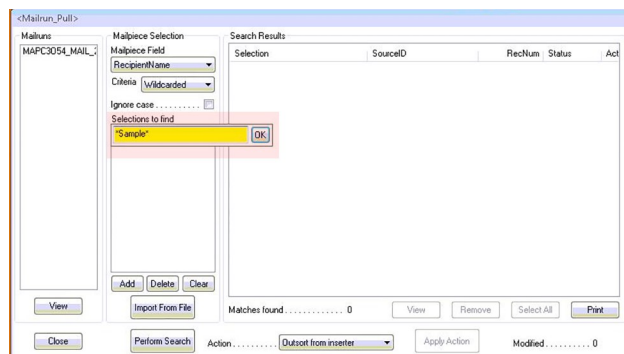 <Mailrun_Pull>
Mailruns
MAPC3054_MAIL_
Mailpiece Selection
Mailpiece Field
RecipientName
Criteria Wildcarded
Ignore case . . . . . . . . . .
Selections to find
*Sample*
OK
Add Delete Clear
Import From File
Perform Search
View
Close
Search Results
Selection SourceID RecNum Status Act
Matches found . . . . . . . . . . . . . 0 View Remove Select All Print
Action . . . . . . . . . . Outsort from inserter Apply Action Modified . . . . . . . . . . 0